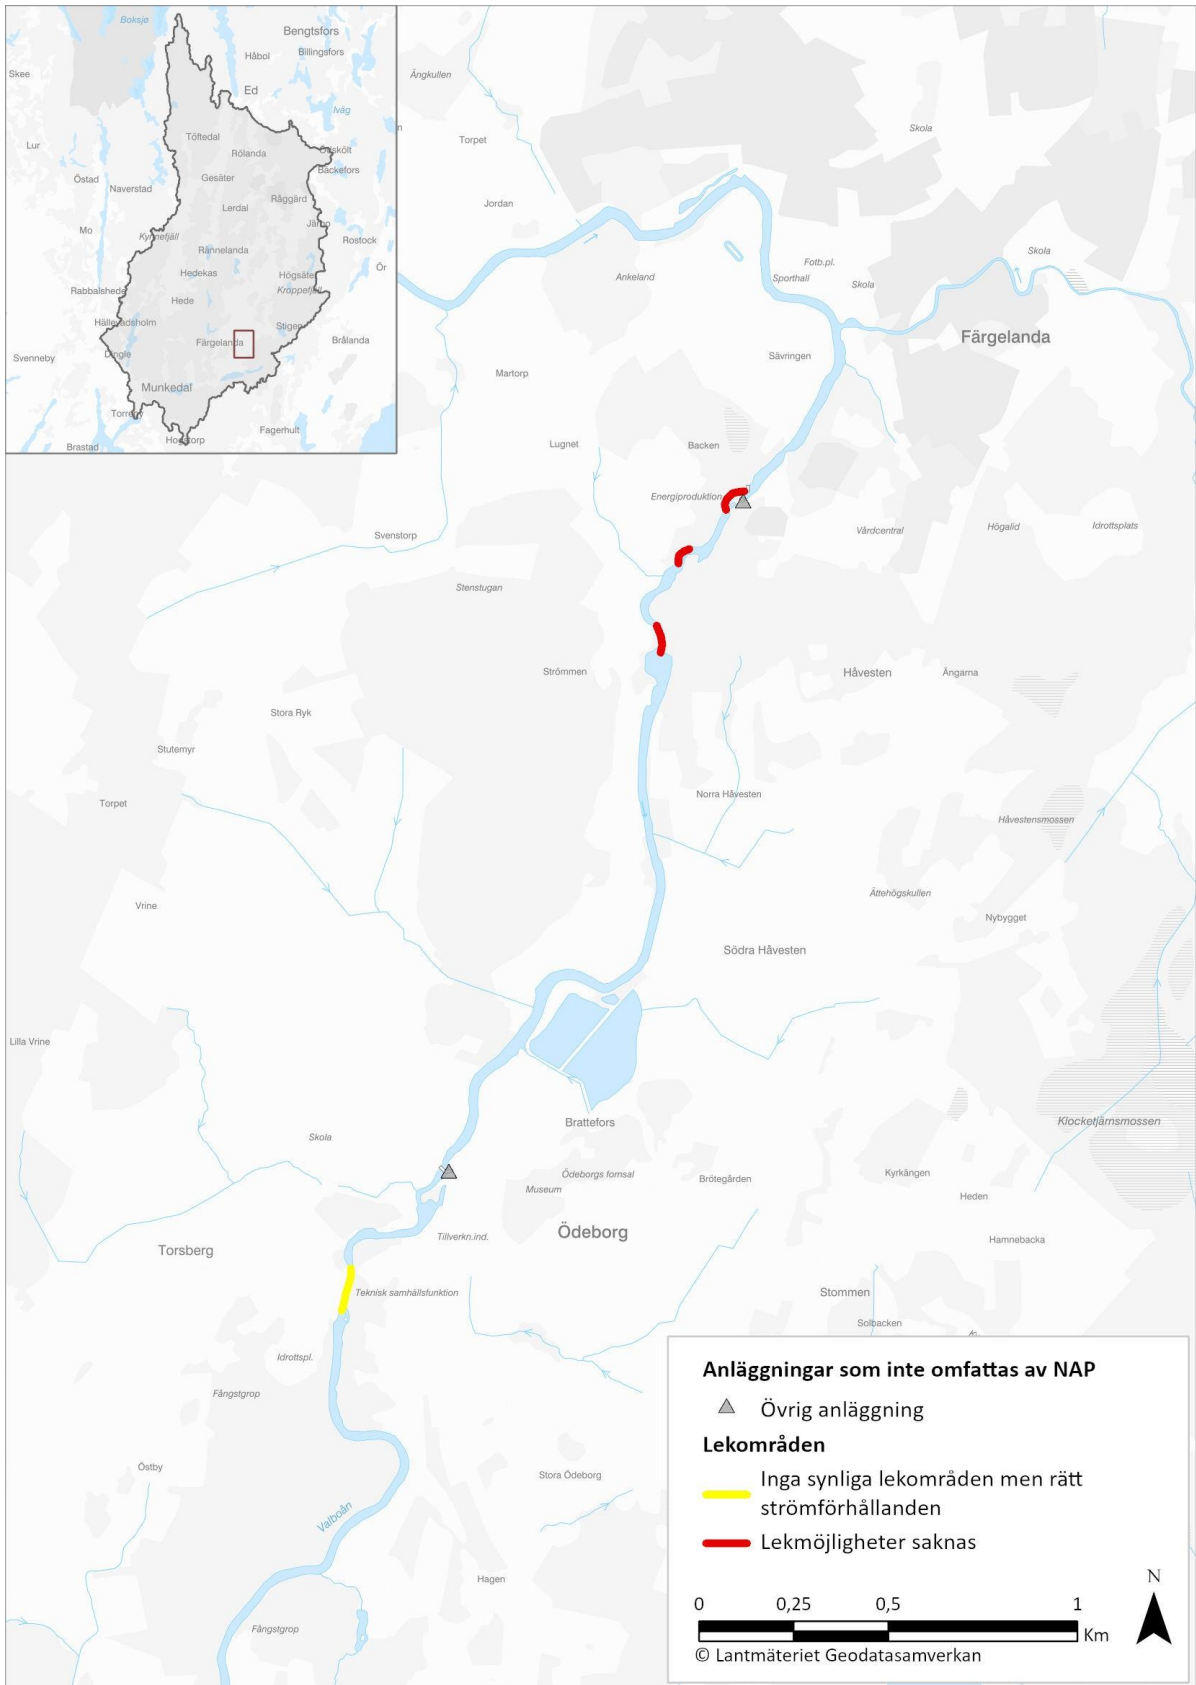 Boksjø
Bengtsfors
Håbol
Billingsfors
Skee
Ed
Iväg
Töftedal
Lur
Rölanda
Ödskölt
Bäckefors
Gesäter
Östad
Naverstad
Råggärd
Lerdal
Järbo
Mo
Kynnefjäll
Rostock
Rännelanda
Ör
Hedekas
Högsäter
Rabbalshede
Kroppefjäll
Hede
Hällevadsholm
Stigen
Färgelanda
Brålanda
Svenneby
Dingle
Munkedal
Torreby
Fagerhult
Brastad
Hogstorp
Ängkullen
Torpet
Skola
Jordan
Skola
Fotb.pl.
Ankeland
Sporthall
Skola
Färgelanda
Sävringen
Martorp
Lugnet
Backen
Energiproduktion
Vårdcentral
Högalid
Idrottsplats
Svenstorp
Stenstugan
Strömmen
Håvesten
Ängarna
Stora Ryk
Stutemyr
Torpet
Norra Håvesten
Håvestensmossen
Ättehögskullen
Vrine
Nybygget
Södra Håvesten
Lilla Vrine
Brattefors
Klocketjärnsmossen
Skola
Ödeborgs fornsal
Museum
Brötegården
Kyrkängen
Heden
Ödeborg
Tillverkn.ind.
Hamnebacka
Torsberg
Teknisk samhällsfunktion
Stommen
Solbacken
Idrottspl.
Fångstgrop
Östby
Stora Ödeborg
Valboån
Hagen
Fångstgrop
Anläggningar som inte omfattas av NAP
Övrig anläggning
Lekområden
Inga synliga lekområden men rätt
strömförhållanden
Lekmöjligheter saknas
N
0 0,25 0,5 1
Km
© Lantmäteriet Geodatasamverkan